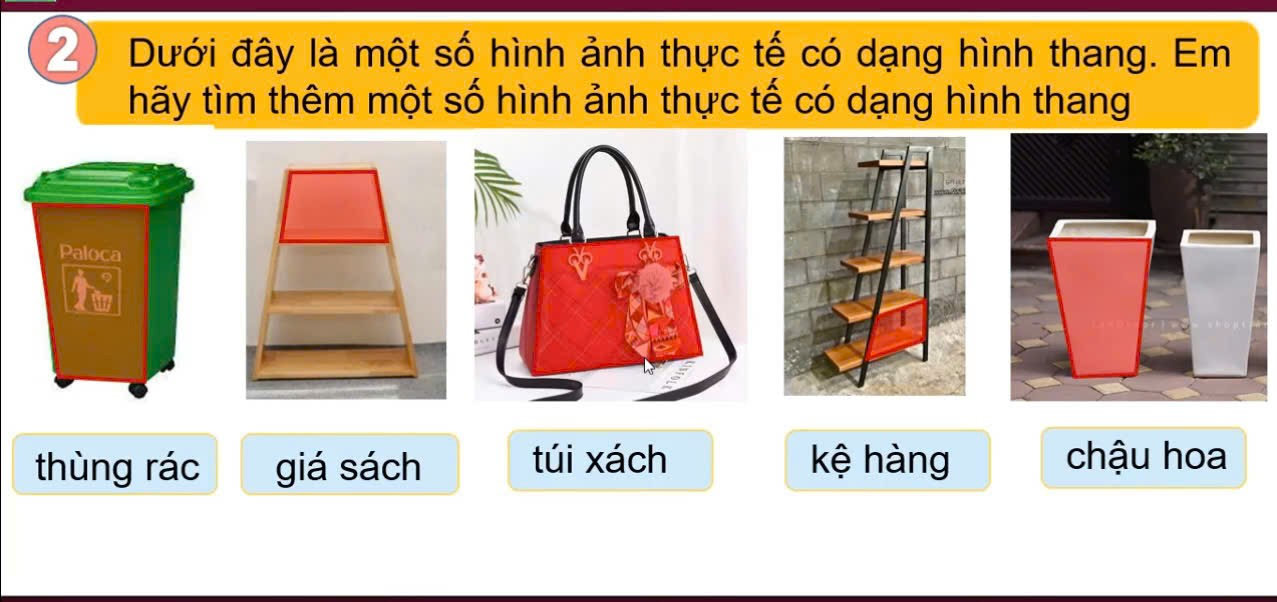 2
Dưới đây là một số hình ảnh thực tế có dạng hình thang. Em
hãy tìm thêm một số hình ảnh thực tế có dạng hình thang
Paloca
thùng rác
giá sách
túi xách
kệ hàng
chậu hoa